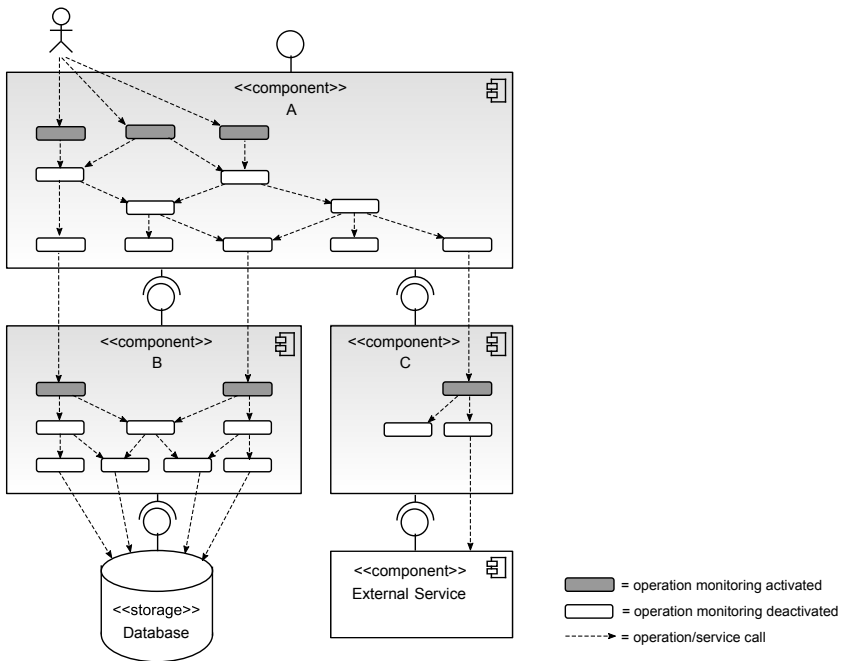 <<component>>
A
<<component>>
B
<<component>>
C
<<storage>>
Database
<<component>>
External Service
= operation monitoring activated
= operation monitoring deactivated
= operation/service call